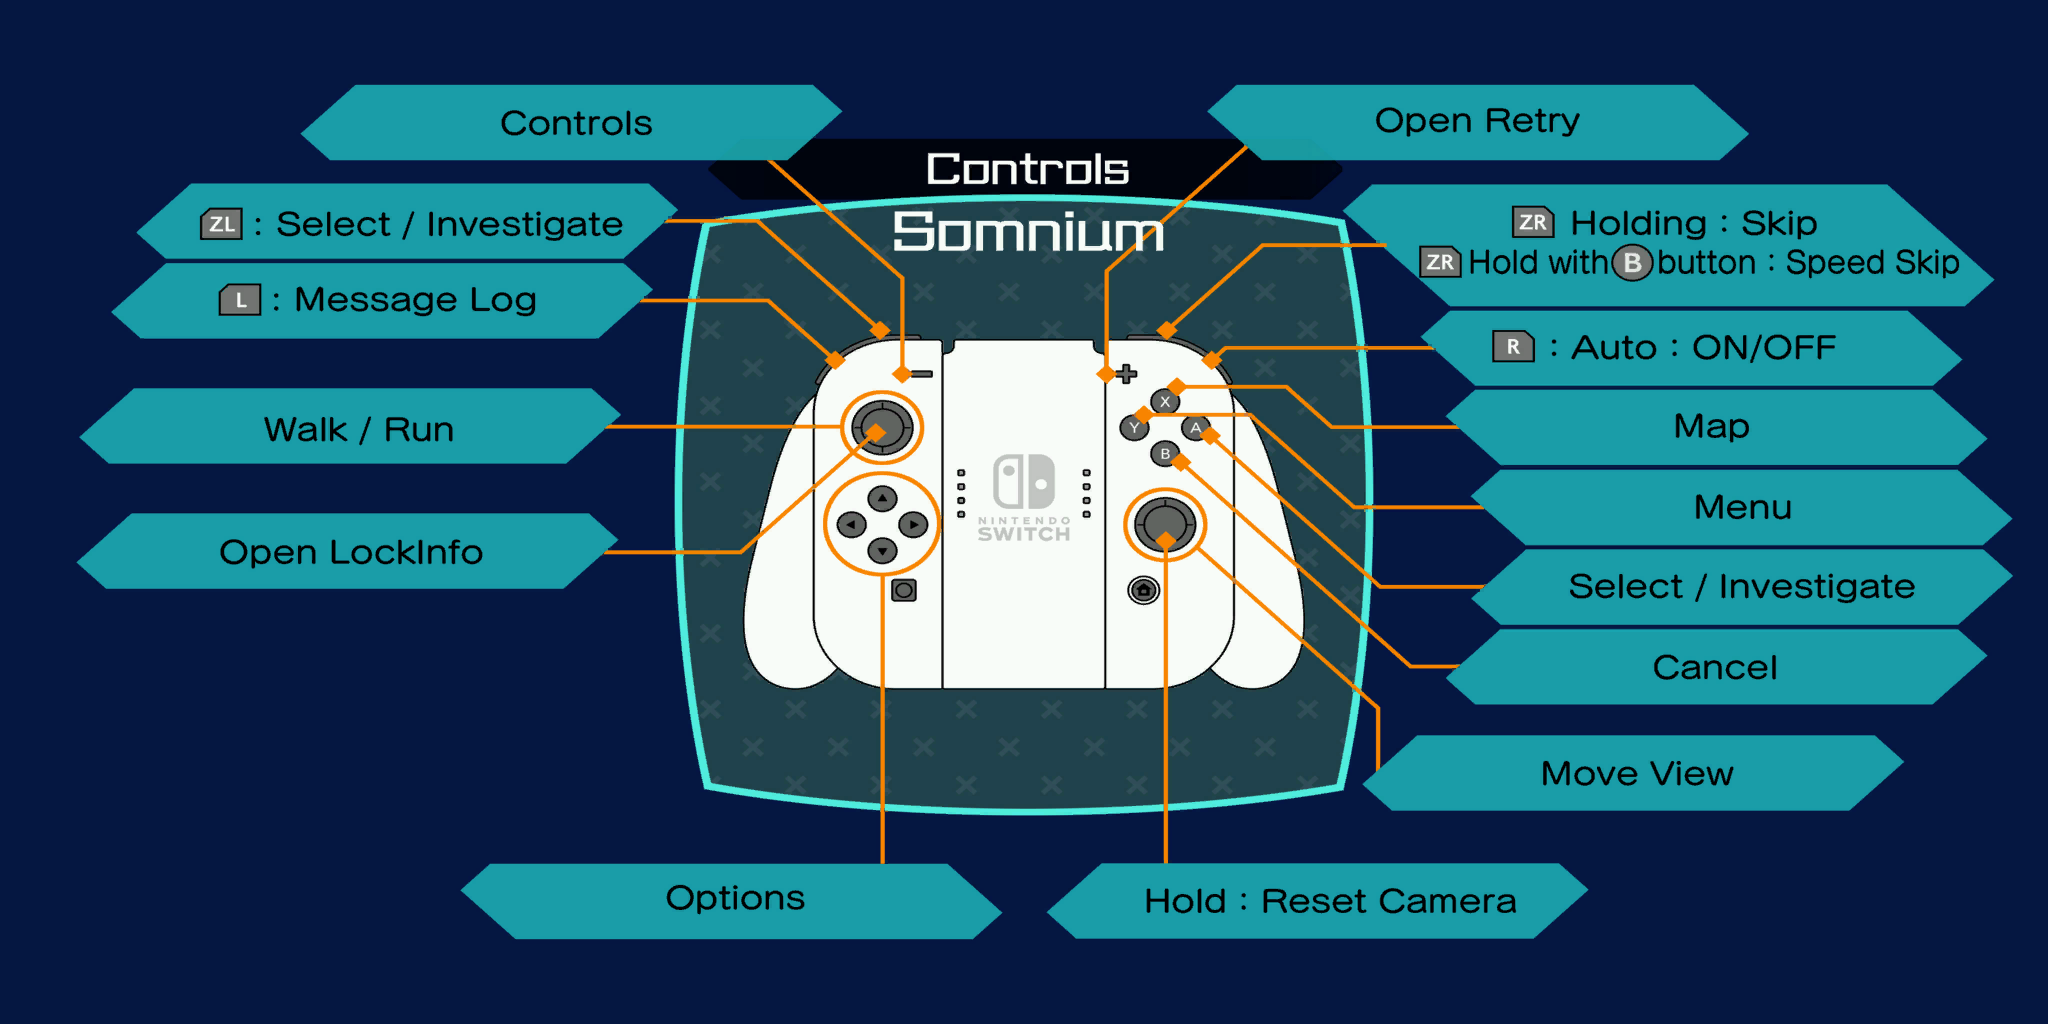 Controls
Open Retry
Controls
Somnium
ZL : Select / Investigate
ZR Holding : Skip
ZR Hold with B button : Speed Skip
L : Message Log
R : Auto : ON/OFF
Walk / Run
Map
Open LockInfo
Menu
Select / Investigate
Cancel
Move View
Options
Hold : Reset Camera
X
Y
A
B
NINTENDO
SWITCH